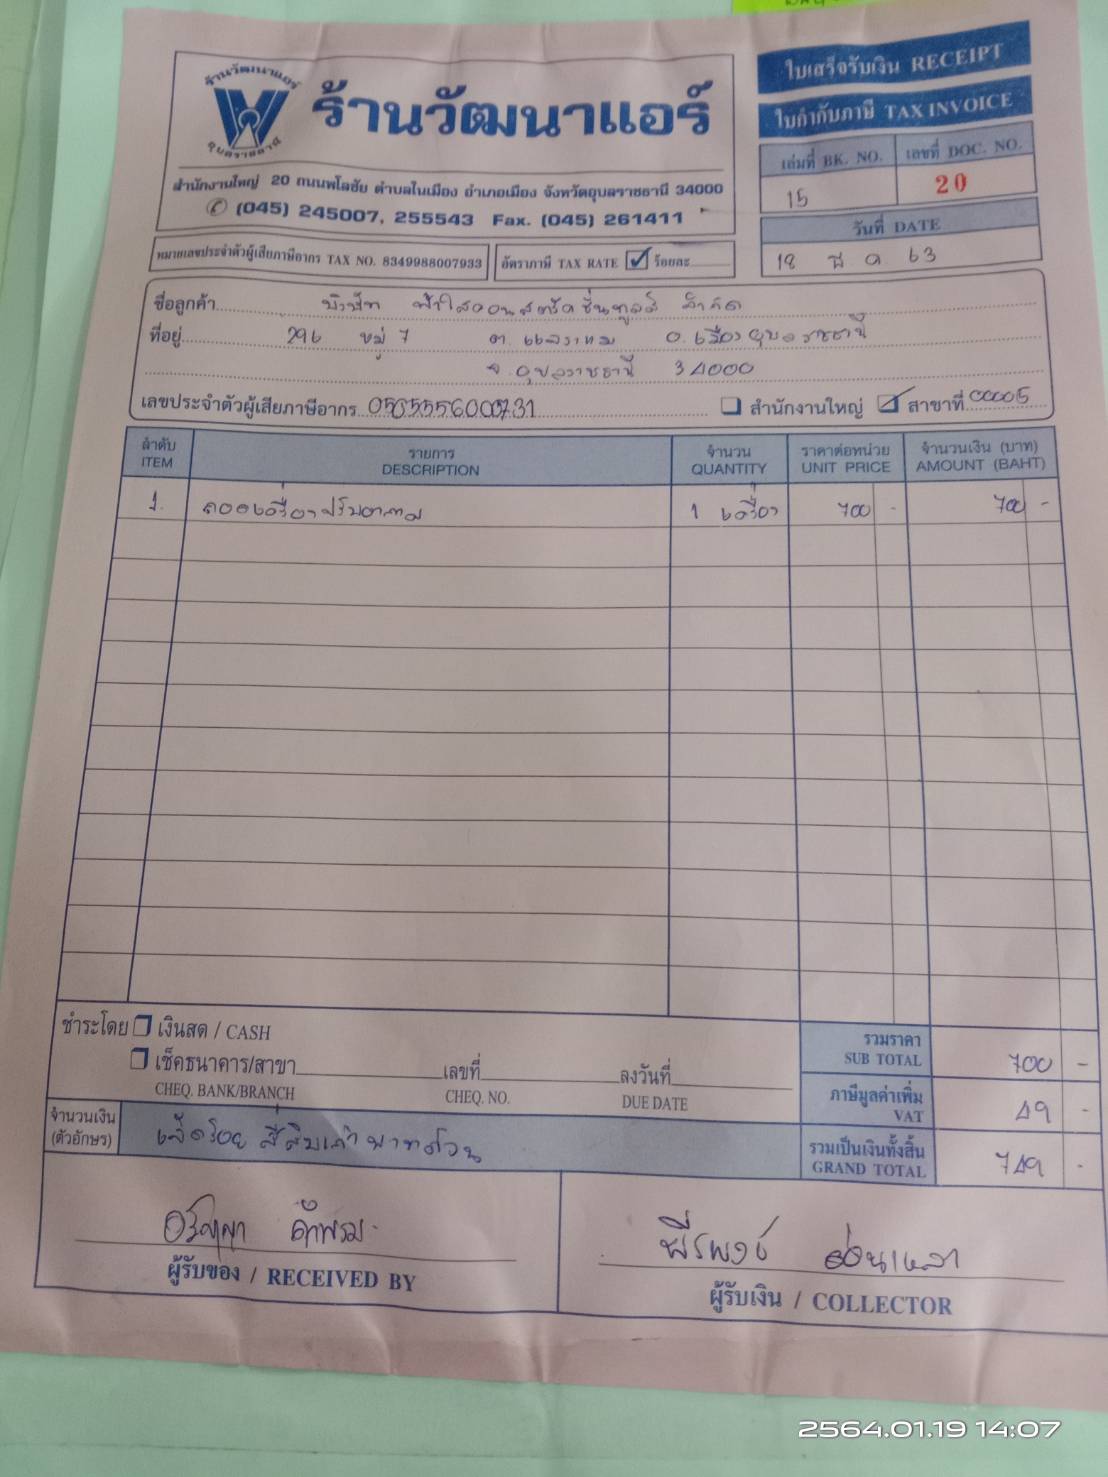 ร้านวัฒนาแอร์
อุบลราชธานี
ร้านวัฒนาแอร์
สำนักงานใหญ่ 20 ถนนพโลชัย ตำบลในเมือง อำเภอเมือง จังหวัดอุบลราชธานี 34000
(045) 245007, 255543 Fax. (045) 261411
ใบเสร็จรับเงิน RECEIPT
ใบกำกับภาษี TAX INVOICE
เล่มที่ BK. NO. เลขที่ DOC. NO.
15 20
วันที่ DATE
18 ธ ค 63
หมายเลขประจำตัวผู้เสียภาษีอากร TAX NO. 8349988007933 อัตราภาษี TAX RATE ร้อยละ
ชื่อลูกค้า บริษัท จำกัด
ที่อยู่ 296 หมู่ 7 ต. แจระแม อ. เมืองอุบลราชธานี
จ. อุบลราชธานี 34000
เลขประจำตัวผู้เสียภาษีอากร สำนักงานใหญ่ สาขาที่ 00005
ลำดับ รายการ จำนวน ราคาต่อหน่วย จำนวนเงิน (บาท)
ITEM DESCRIPTION QUANTITY UNIT PRICE AMOUNT (BAHT)
1. ถอดเครื่องปรับอากาศ 1 เครื่อง 700 - 700 -
ชำระโดย เงินสด / CASH
เช็คธนาคาร/สาขา เลขที่ ลงวันที่
CHEQ. BANK/BRANCH CHEQ. NO. DUE DATE
รวมราคา
SUB TOTAL 700 -
ภาษีมูลค่าเพิ่ม
VAT 49 -
จำนวนเงิน
(ตัวอักษร) เจ็ดร้อยสี่สิบเก้าบาทถ้วน
รวมเป็นเงินทั้งสิ้น
GRAND TOTAL 749 -
ผู้รับของ / RECEIVED BY
พีรพงษ์ อ่อนเหลา
ผู้รับเงิน / COLLECTOR
2564.01.19 14:07